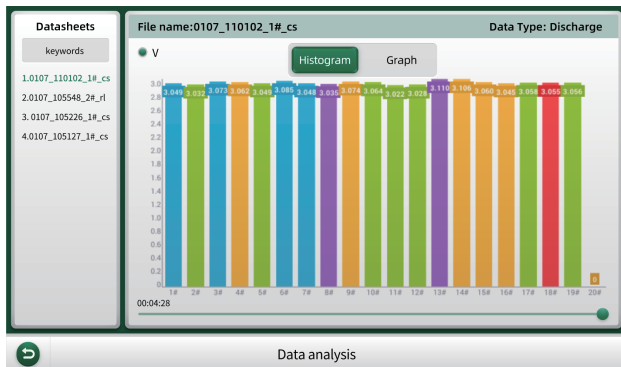 Datasheets
keywords
1.0107_110102_1#_cs
2.0107_105548_2#_rl
3. 0107_105226_1#_cs
4.0107_105127_1#_cs
File name:0107_110102_1#_cs
Data Type: Discharge
V
Histogram
Graph
3.0
2.8
2.6
2.4
2.2
2.0
1.8
1.6
1.4
1.2
1.0
0.8
0.6
0.4
0.2
0
3.049 3.032 3.073 3.062 3.049 3.085 3.048 3.035 3.074 3.064 3.022 3.028 3.110 3.106 3.060 3.045 3.058 3.055 3.056 0
1# 2# 3# 4# 5# 6# 7# 8# 9# 10# 11# 12# 13# 14# 15# 16# 17# 18# 19# 20#
00:04:28
Data analysis